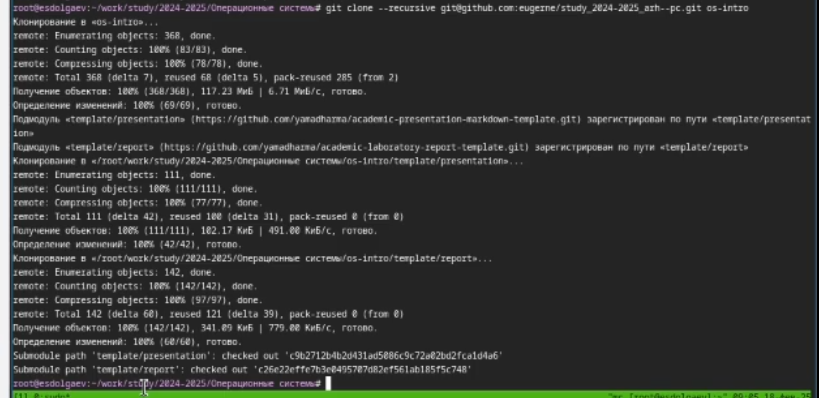 root@esdolgaev:~/work/study/2024-2025/Операционные системы# git clone --recursive git@github.com:eugerne/study_2024-2025_arh--pc.git os-intro
Клонирование в «os-intro»...
remote: Enumerating objects: 368, done.
remote: Counting objects: 100% (83/83), done.
remote: Compressing objects: 100% (78/78), done.
remote: Total 368 (delta 7), reused 68 (delta 5), pack-reused 285 (from 2)
Получение объектов: 100% (368/368), 117.23 МиБ | 6.71 МиБ/с, готово.
Определение изменений: 100% (69/69), готово.
Подмодуль «template/presentation» (https://github.com/yamadharma/academic-presentation-markdown-template.git) зарегистрирован по пути «template/presentat
ion»
Подмодуль «template/report» (https://github.com/yamadharma/academic-laboratory-report-template.git) зарегистрирован по пути «template/report»
Клонирование в «/root/work/study/2024-2025/Операционные системы/os-intro/template/presentation»...
remote: Enumerating objects: 111, done.
remote: Counting objects: 100% (111/111), done.
remote: Compressing objects: 100% (77/77), done.
remote: Total 111 (delta 42), reused 100 (delta 31), pack-reused 0 (from 0)
Получение объектов: 100% (111/111), 102.17 КиБ | 491.00 КиБ/с, готово.
Определение изменений: 100% (42/42), готово.
Клонирование в «/root/work/study/2024-2025/Операционные системы/os-intro/template/report»...
remote: Enumerating objects: 142, done.
remote: Counting objects: 100% (142/142), done.
remote: Compressing objects: 100% (97/97), done.
remote: Total 142 (delta 60), reused 121 (delta 39), pack-reused 0 (from 0)
Получение объектов: 100% (142/142), 341.09 КиБ | 779.00 КиБ/с, готово.
Определение изменений: 100% (60/60), готово.
Submodule path 'template/presentation': checked out 'c9b2712b4b2d431ad5086c9c72a02bd2fca1d4a6'
Submodule path 'template/report': checked out 'c26e22effe7b3e0495707d82ef561ab185f5c748'
root@esdolgaev:~/work/study/2024-2025/Операционные системы#